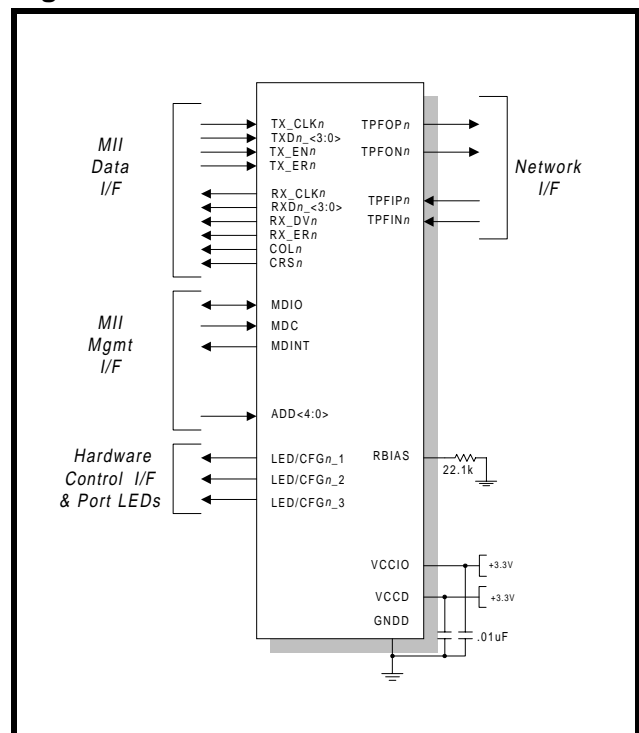 MII
Data
I/F
TX_CLKn
TXDn_<3:0>
TX_ENn
TX_ERn
RX_CLKn
RXDn_<3:0>
RX_DVn
RX_ERn
COLn
CRSn
TPFOPn
TPFONn
TPFIPn
TPFINn
Network
I/F
MII
Mgmt
I/F
MDIO
MDC
MDINT
ADD<4:0>
Hardware
Control I/F
& Port LEDs
LED/CFGn_1
LED/CFGn_2
LED/CFGn_3
RBIAS
22.1k
VCCIO
+3.3V
VCCD
+3.3V
GNDD
.01uF